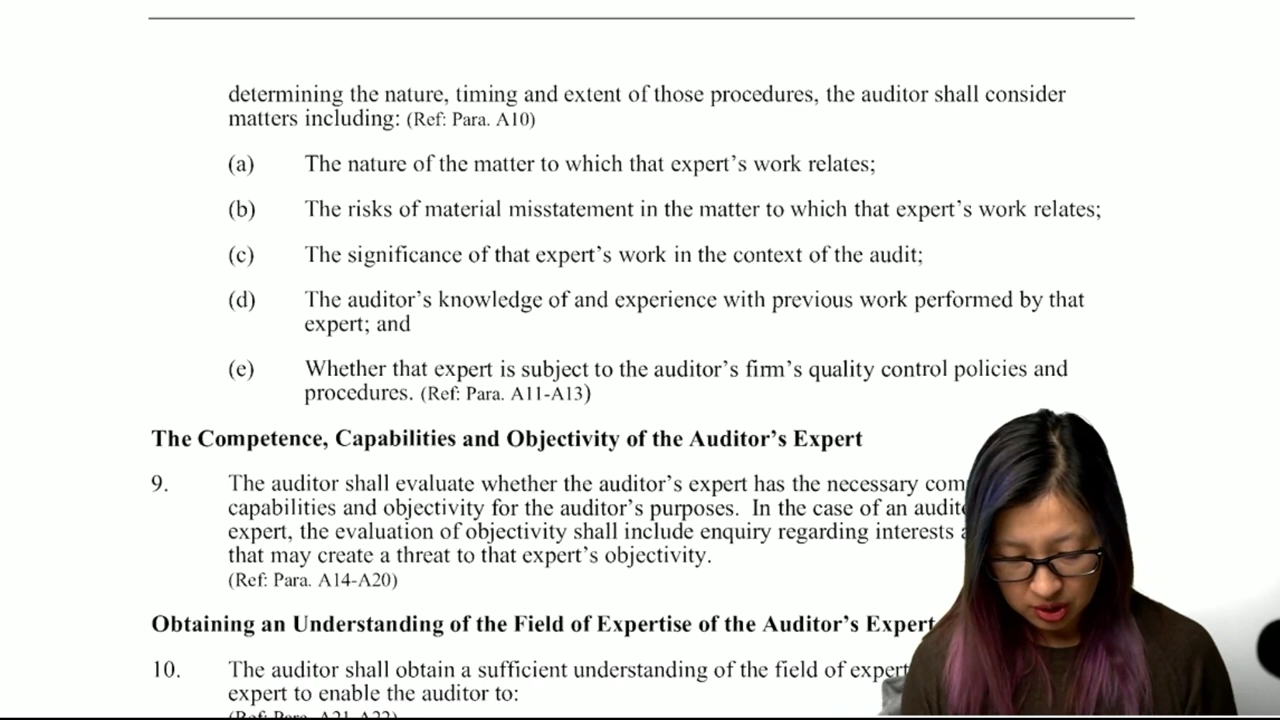 determining the nature, timing and extent of those procedures, the auditor shall consider
matters including: (Ref: Para. A10)
(a) The nature of the matter to which that expert’s work relates;
(b) The risks of material misstatement in the matter to which that expert’s work relates;
(c) The significance of that expert’s work in the context of the audit;
(d) The auditor’s knowledge of and experience with previous work performed by that
expert; and
(e) Whether that expert is subject to the auditor’s firm’s quality control policies and
procedures. (Ref: Para. A11-A13)
The Competence, Capabilities and Objectivity of the Auditor’s Expert
9. The auditor shall evaluate whether the auditor’s expert has the necessary
capabilities and objectivity for the auditor’s purposes. In the case of an
expert, the evaluation of objectivity shall include enquiry regarding interests
that may create a threat to that expert’s objectivity.
(Ref: Para. A14-A20)
Obtaining an Understanding of the Field of Expertise of the Auditor’s Expert
10. The auditor shall obtain a sufficient understanding of the field of
expert to enable the auditor to:
(Ref: Para. A21-A22)